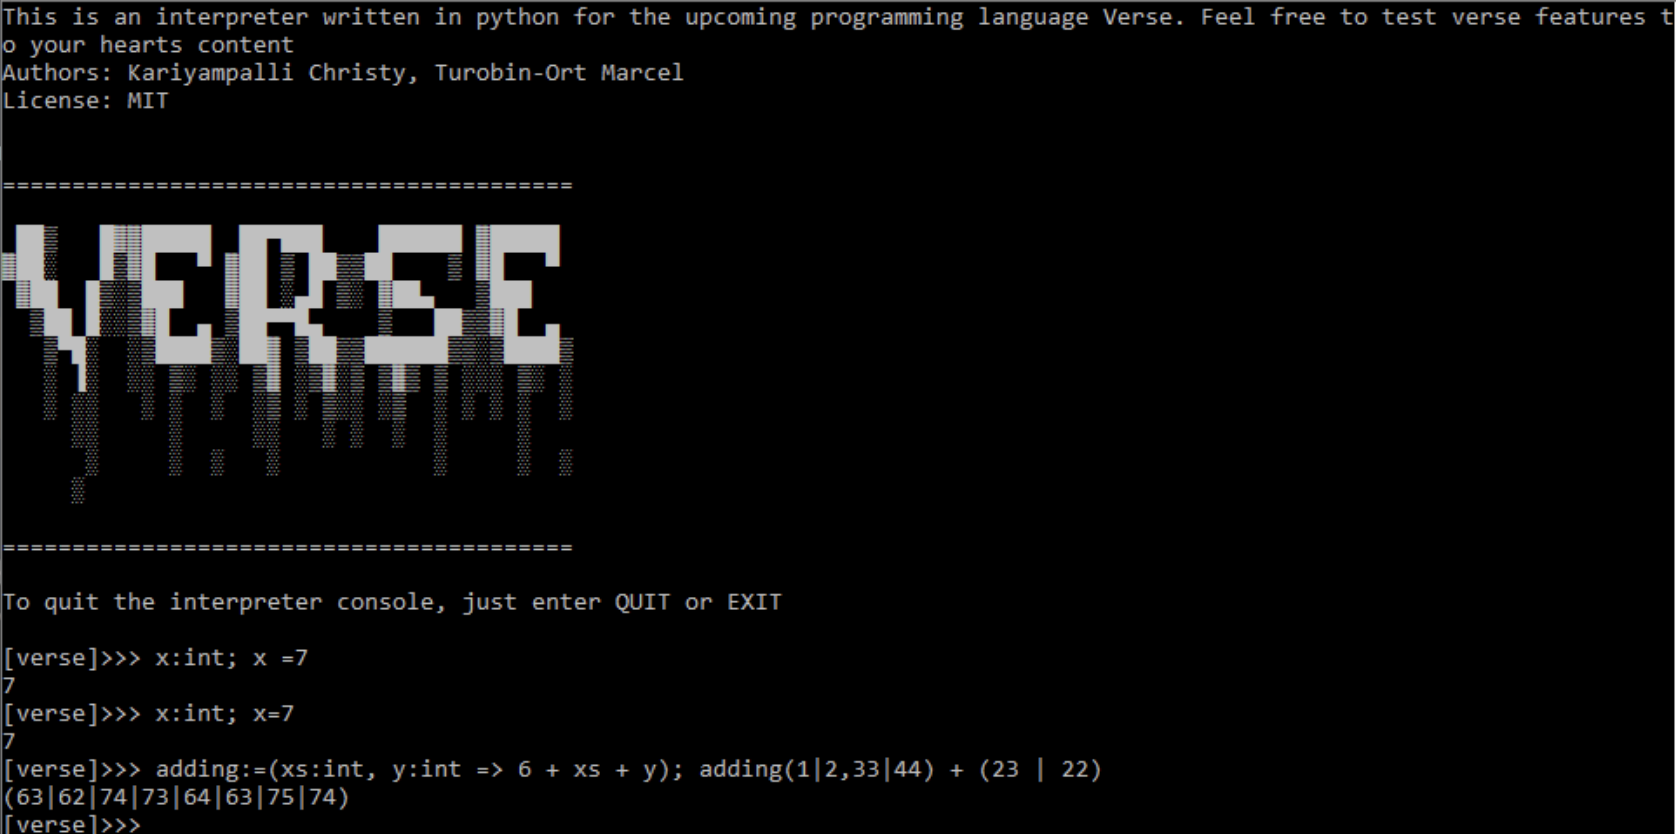 This is an interpreter written in python for the upcoming programming language Verse. Feel free to test verse features t
o your hearts content
Authors: Kariyampalli Christy, Turobin-Ort Marcel
License: MIT
=========================================
VERSE
=========================================
To quit the interpreter console, just enter QUIT or EXIT
[verse]>>> x:int; x =7
7
[verse]>>> x:int; x=7
7
[verse]>>> adding:=(xs:int, y:int => 6 + xs + y); adding(1|2,33|44) + (23 | 22)
(63|62|74|73|64|63|75|74)
[verse]>>>